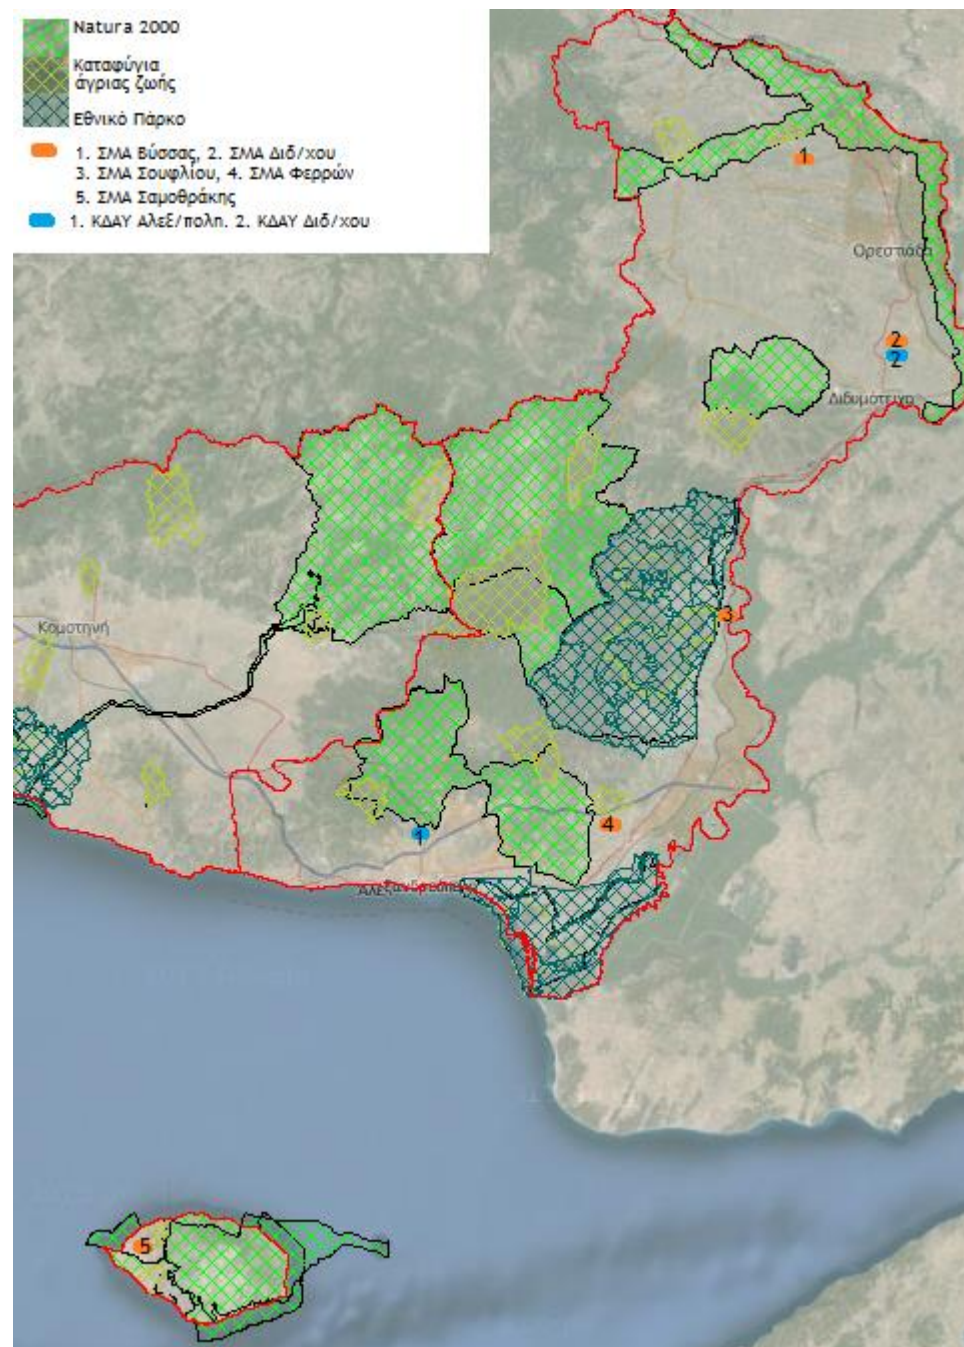 Natura 2000
Καταφύγια
άγριας ζωής
Εθνικό Πάρκο
1. ΣΜΑ Βύσσας, 2. ΣΜΑ Διδ/χου
3. ΣΜΑ Σουφλίου, 4. ΣΜΑ Φερρών
5. ΣΜΑ Σαμοθράκης
1. ΚΔΑΥ Αλεξ/πολη. 2. ΚΔΑΥ Διδ/χου
1
Ορεστιάδα
2
2
Διδυμότειχο
Κομοτηνή
3
4
1
5